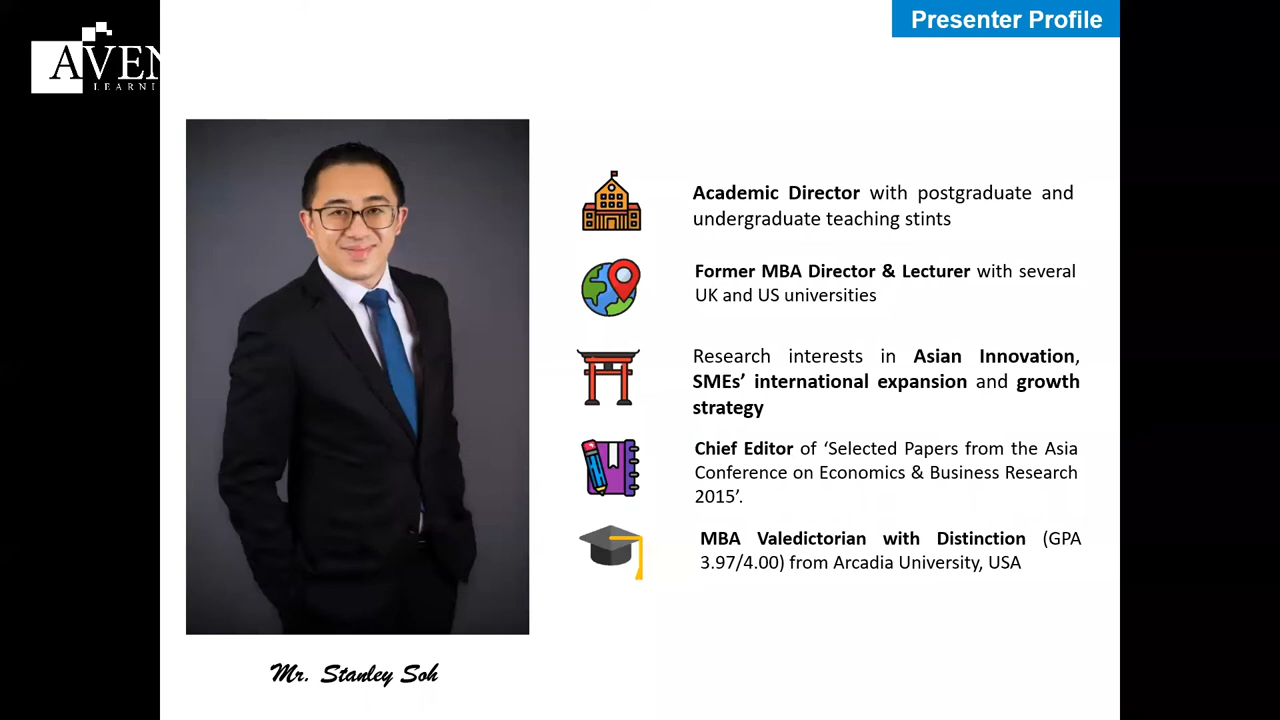 Presenter Profile
AVEN
LEARNI
Academic Director with postgraduate and
undergraduate teaching stints
Former MBA Director & Lecturer with several
UK and US universities
Research interests in Asian Innovation,
SMEs’ international expansion and growth
strategy
Chief Editor of ‘Selected Papers from the Asia
Conference on Economics & Business Research
2015’.
MBA Valedictorian with Distinction (GPA
3.97/4.00) from Arcadia University, USA
Mr. Stanley Soh